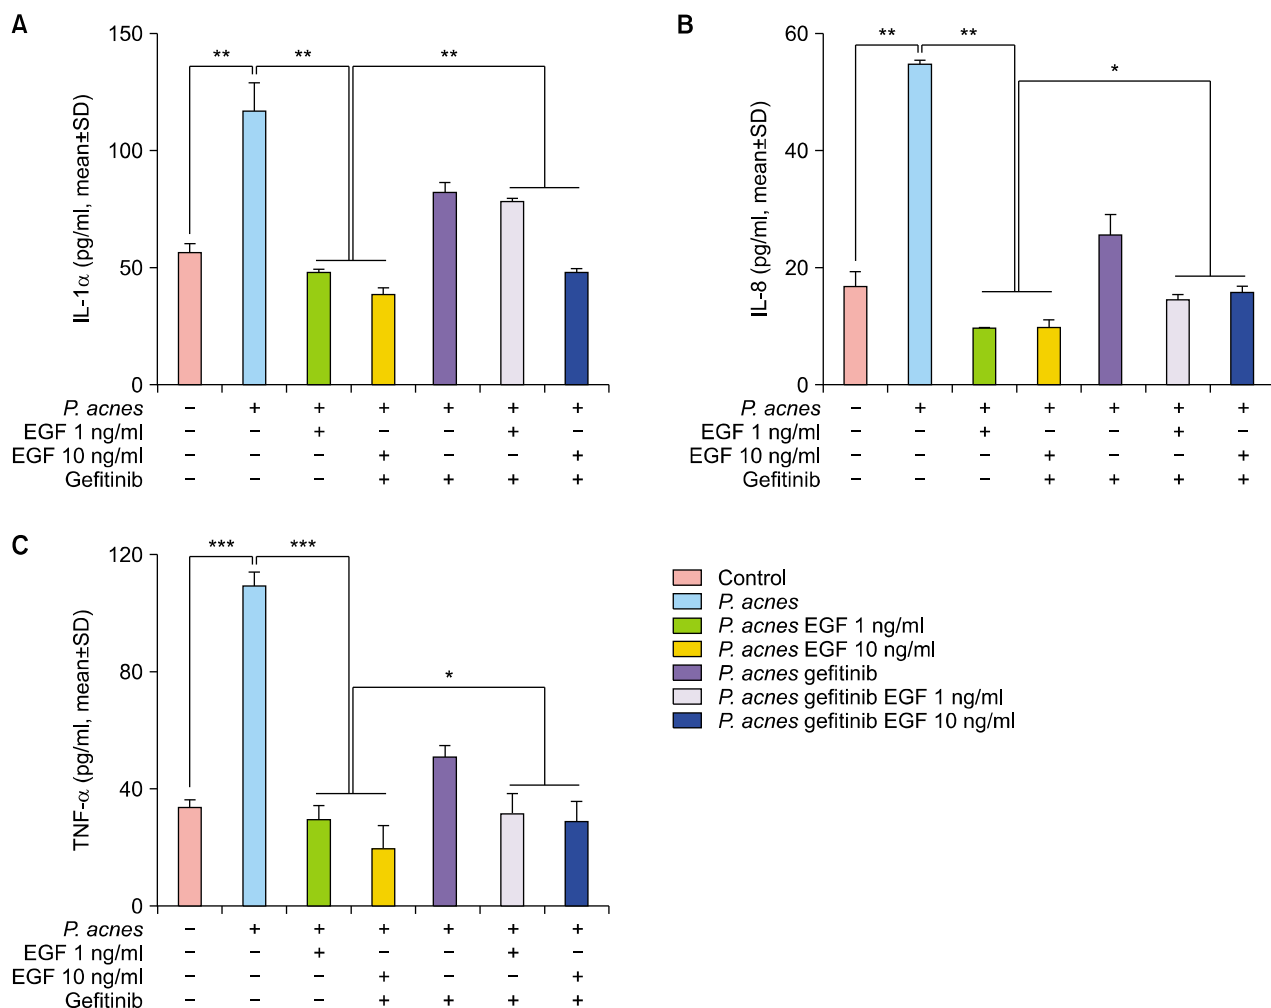 A
IL-1α (pg/ml, mean±SD)
150
100
50
0
** ** **
P. acnes – + + + + + +
EGF 1 ng/ml – – + – – + –
EGF 10 ng/ml – – – + – – +
Gefitinib – – – + + + +
B
IL-8 (pg/ml, mean±SD)
60
40
20
0
** ** *
P. acnes – + + + + + +
EGF 1 ng/ml – – + – – + –
EGF 10 ng/ml – – – + – – +
Gefitinib – – – + + + +
C
TNF-α (pg/ml, mean±SD)
120
80
40
0
*** *** *
P. acnes – + + + + + +
EGF 1 ng/ml – – + – – + –
EGF 10 ng/ml – – – + – – +
Gefitinib – – – + + + +
Control
P. acnes
P. acnes EGF 1 ng/ml
P. acnes EGF 10 ng/ml
P. acnes gefitinib
P. acnes gefitinib EGF 1 ng/ml
P. acnes gefitinib EGF 10 ng/ml